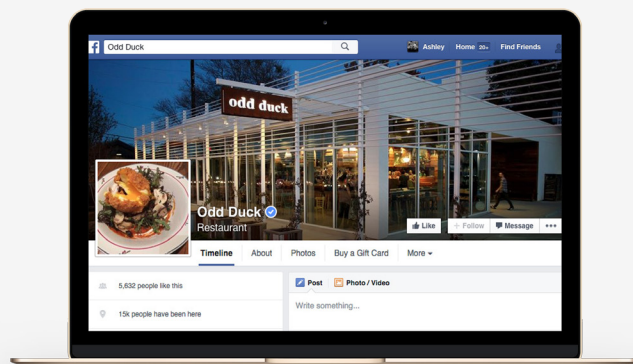 Odd Duck
Ashley
Home 20+
Find Friends
odd duck
Odd Duck
Restaurant
Like
+ Follow
Message
Timeline
About
Photos
Buy a Gift Card
More
5,632 people like this
15k people have been here
Post
Photo / Video
Write something...